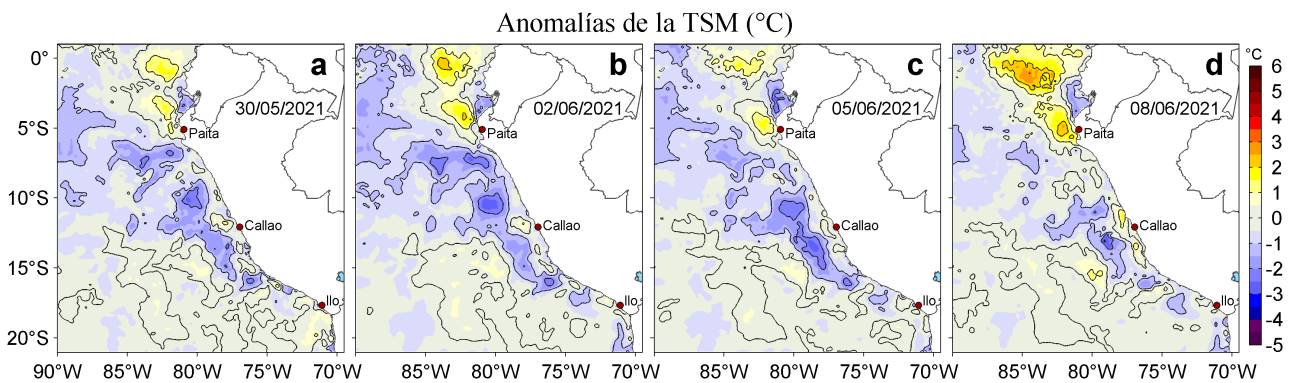 Anomalías de la TSM (°C)
a
b
c
d
°C
30/05/2021
02/06/2021
05/06/2021
08/06/2021
Paita
Callao
Ilo
Paita
Callao
Ilo
Paita
Callao
Ilo
Paita
Callao
Ilo
0°
5°S
10°S
15°S
20°S
90°W 85°W 80°W 75°W 70°W
85°W 80°W 75°W 70°W
85°W 80°W 75°W 70°W
85°W 80°W 75°W 70°W
6
5
4
3
2
1
0
-1
-2
-3
-4
-5